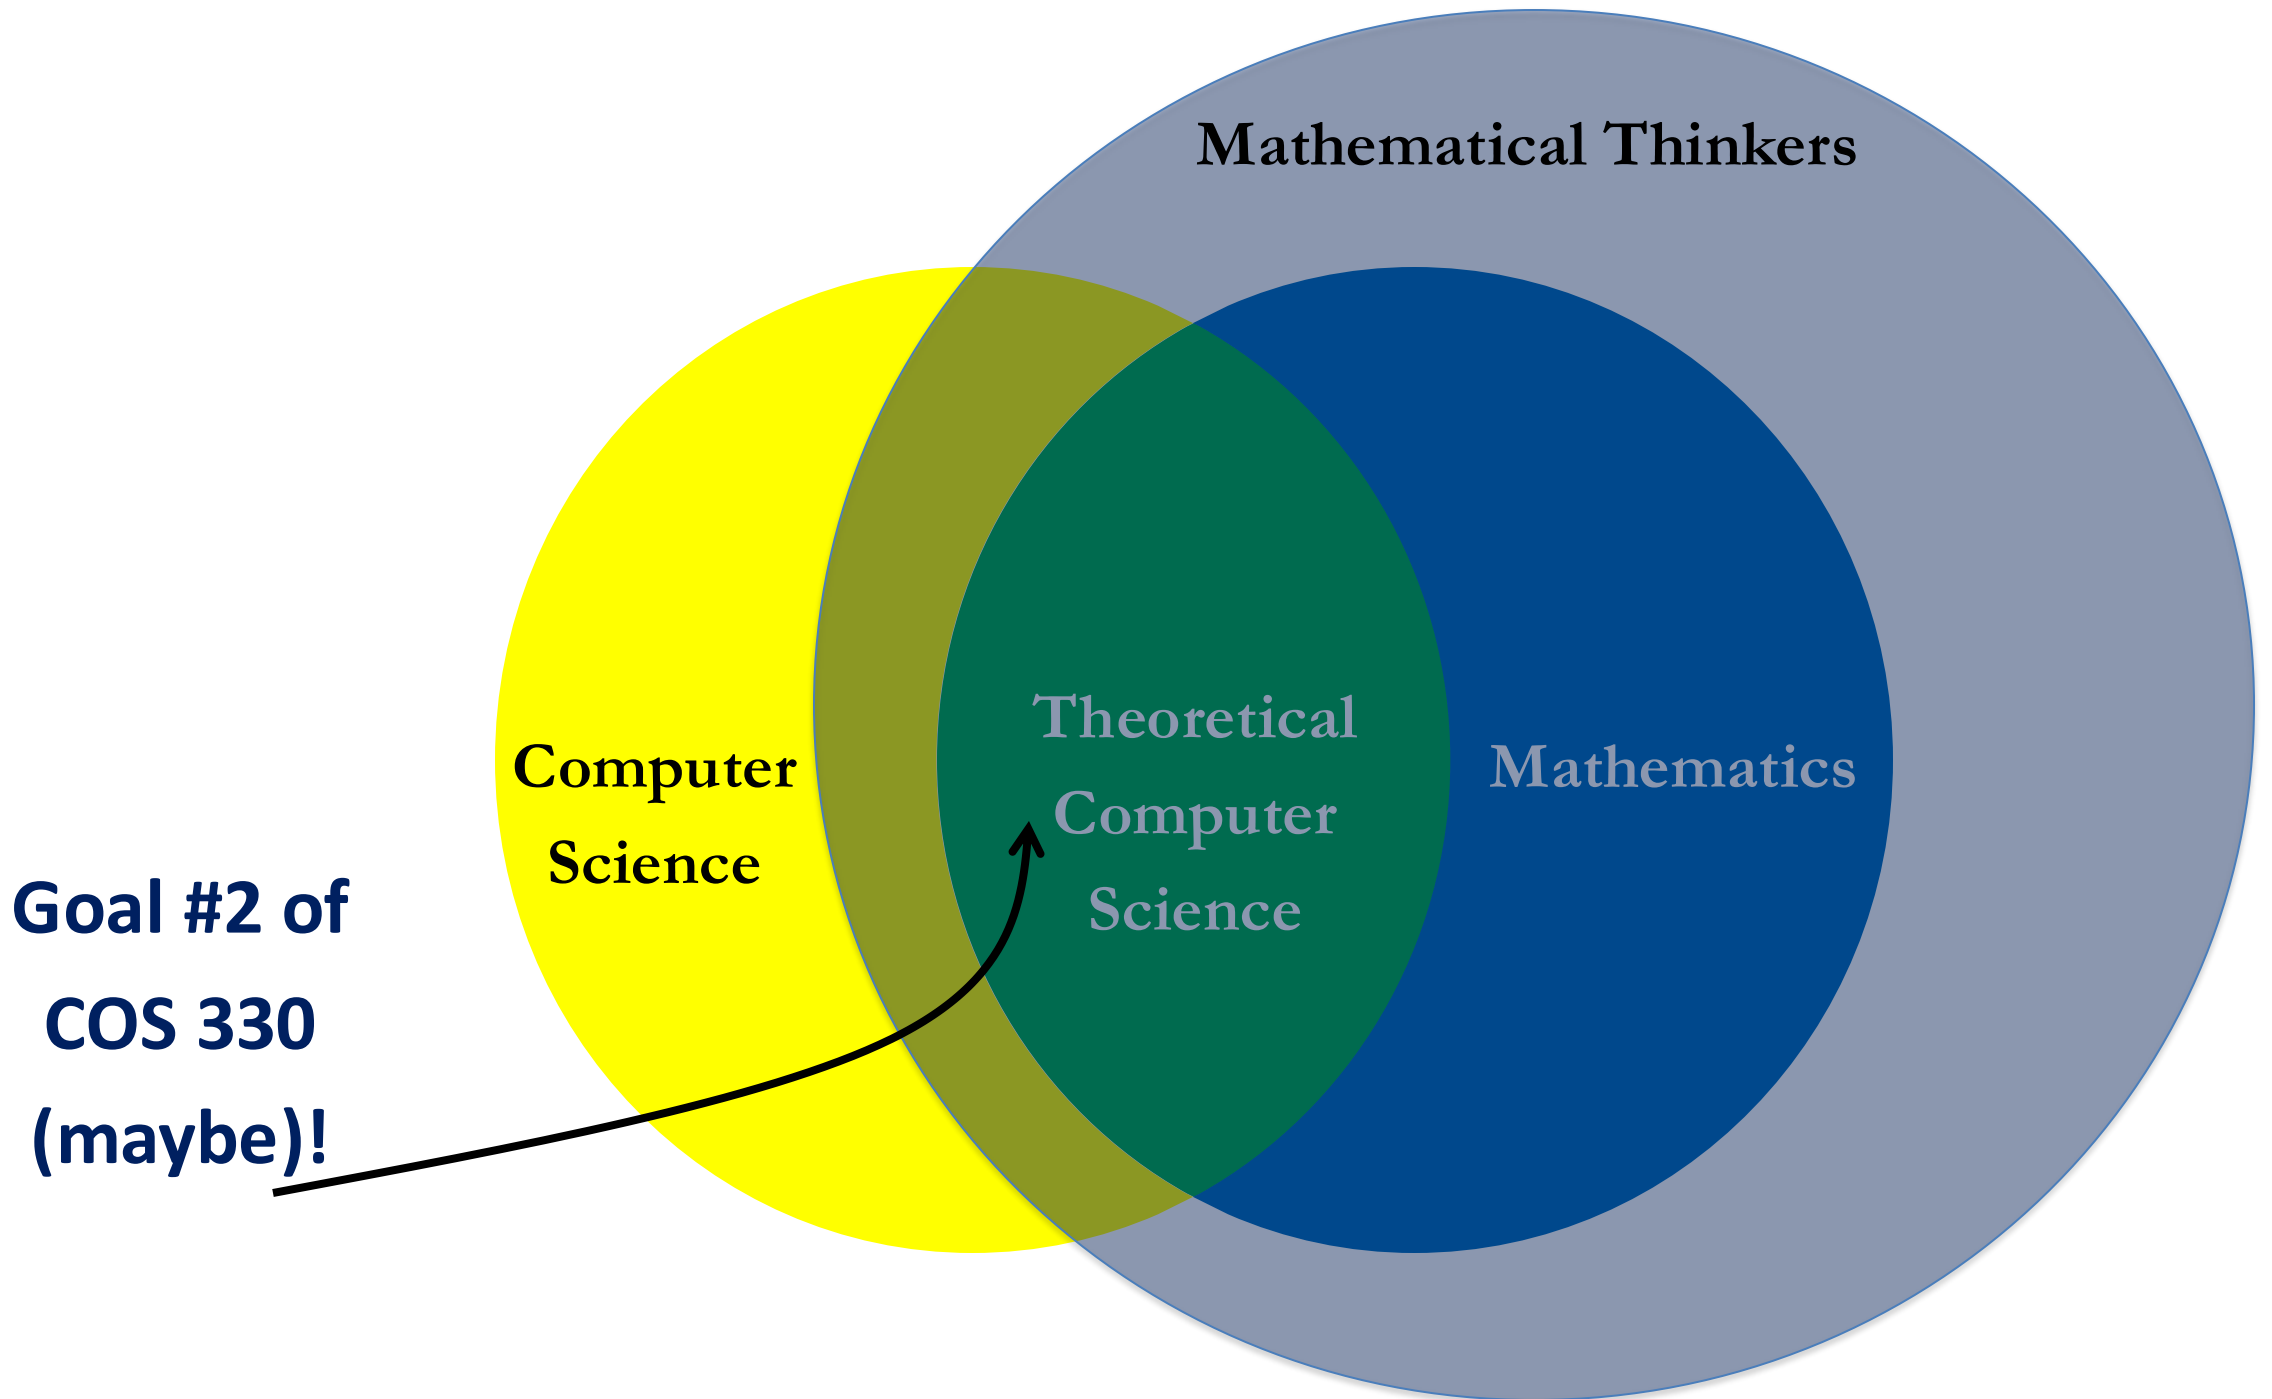 Mathematical Thinkers
Computer
Science
Theoretical
Computer
Science
Mathematics
Goal #2 of
COS 330
(maybe)!